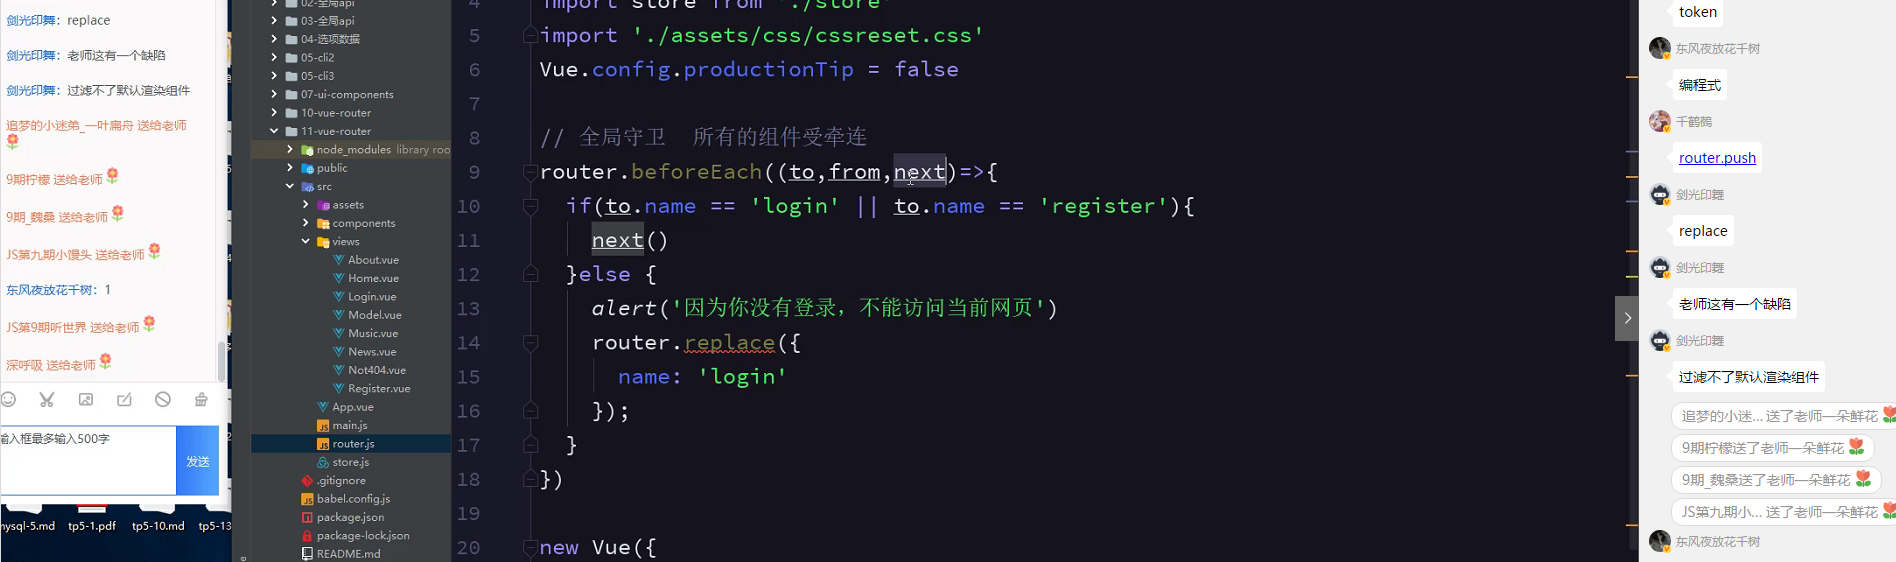 剑光印舞：replace
剑光印舞：老师这有一个缺陷
剑光印舞：过滤不了默认渲染组件
追梦的小迷弟_一叶扁舟 送给老师
9期柠檬 送给老师
9期_魏桑 送给老师
JS第九期小馒头 送给老师
东风夜放花千树：1
JS第9期听世界 送给老师
深呼吸 送给老师
输入框最多输入500字
发送
mysql-5.md
tp5-1.pdf
tp5-10.md
tp5-13
02-全局api
03-全局api
04-选项数据
05-cli2
05-cli3
07-ui-components
10-vue-router
11-vue-router
node_modules library roo
public
src
assets
components
views
About.vue
Home.vue
Login.vue
Model.vue
Music.vue
News.vue
Not404.vue
Register.vue
App.vue
main.js
router.js
store.js
.gitignore
babel.config.js
package.json
package-lock.json
README.md
4 import store from './store'
5 import './assets/css/cssreset.css'
6 Vue.config.productionTip = false
7
8 // 全局守卫 所有的组件受牵连
9 router.beforeEach((to,from,next)=>{
10 if(to.name == 'login' || to.name == 'register'){
11 next()
12 }else {
13 alert('因为你没有登录，不能访问当前网页')
14 router.replace({
15 name: 'login'
16 });
17 }
18 })
19
20 new Vue({
token
东风夜放花千树
编程式
千鹤鹓
router.push
剑光印舞
replace
剑光印舞
老师这有一个缺陷
剑光印舞
过滤不了默认渲染组件
追梦的小迷... 送了老师一朵鲜花
9期柠檬送了老师一朵鲜花
9期_魏桑送了老师一朵鲜花
JS第九期小... 送了老师一朵鲜花
东风夜放花千树